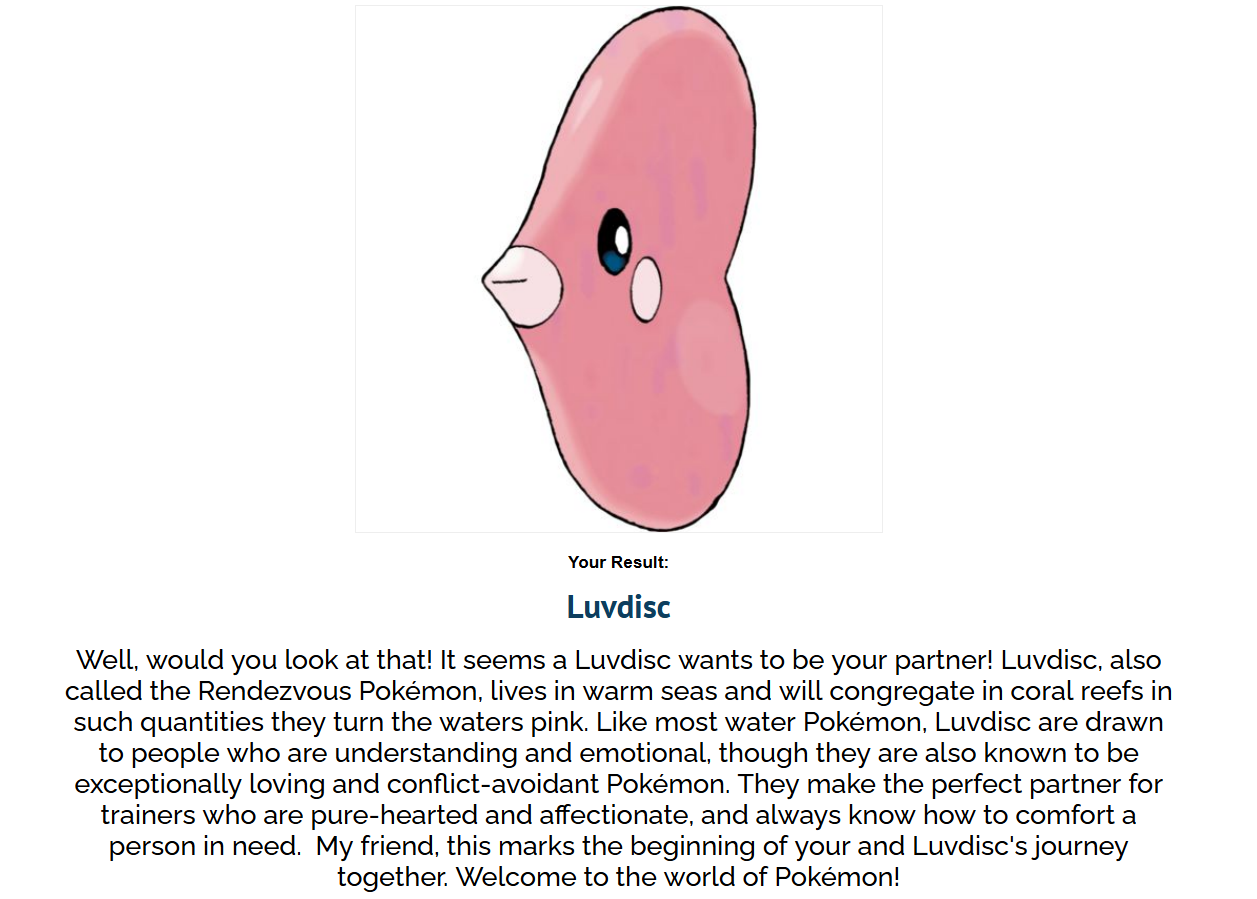 Your Result:
Luvdisc
Well, would you look at that! It seems a Luvdisc wants to be your partner! Luvdisc, also
called the Rendezvous Pokémon, lives in warm seas and will congregate in coral reefs in
such quantities they turn the waters pink. Like most water Pokémon, Luvdisc are drawn
to people who are understanding and emotional, though they are also known to be
exceptionally loving and conflict-avoidant Pokémon. They make the perfect partner for
trainers who are pure-hearted and affectionate, and always know how to comfort a
person in need.  My friend, this marks the beginning of your and Luvdisc's journey
together. Welcome to the world of Pokémon!